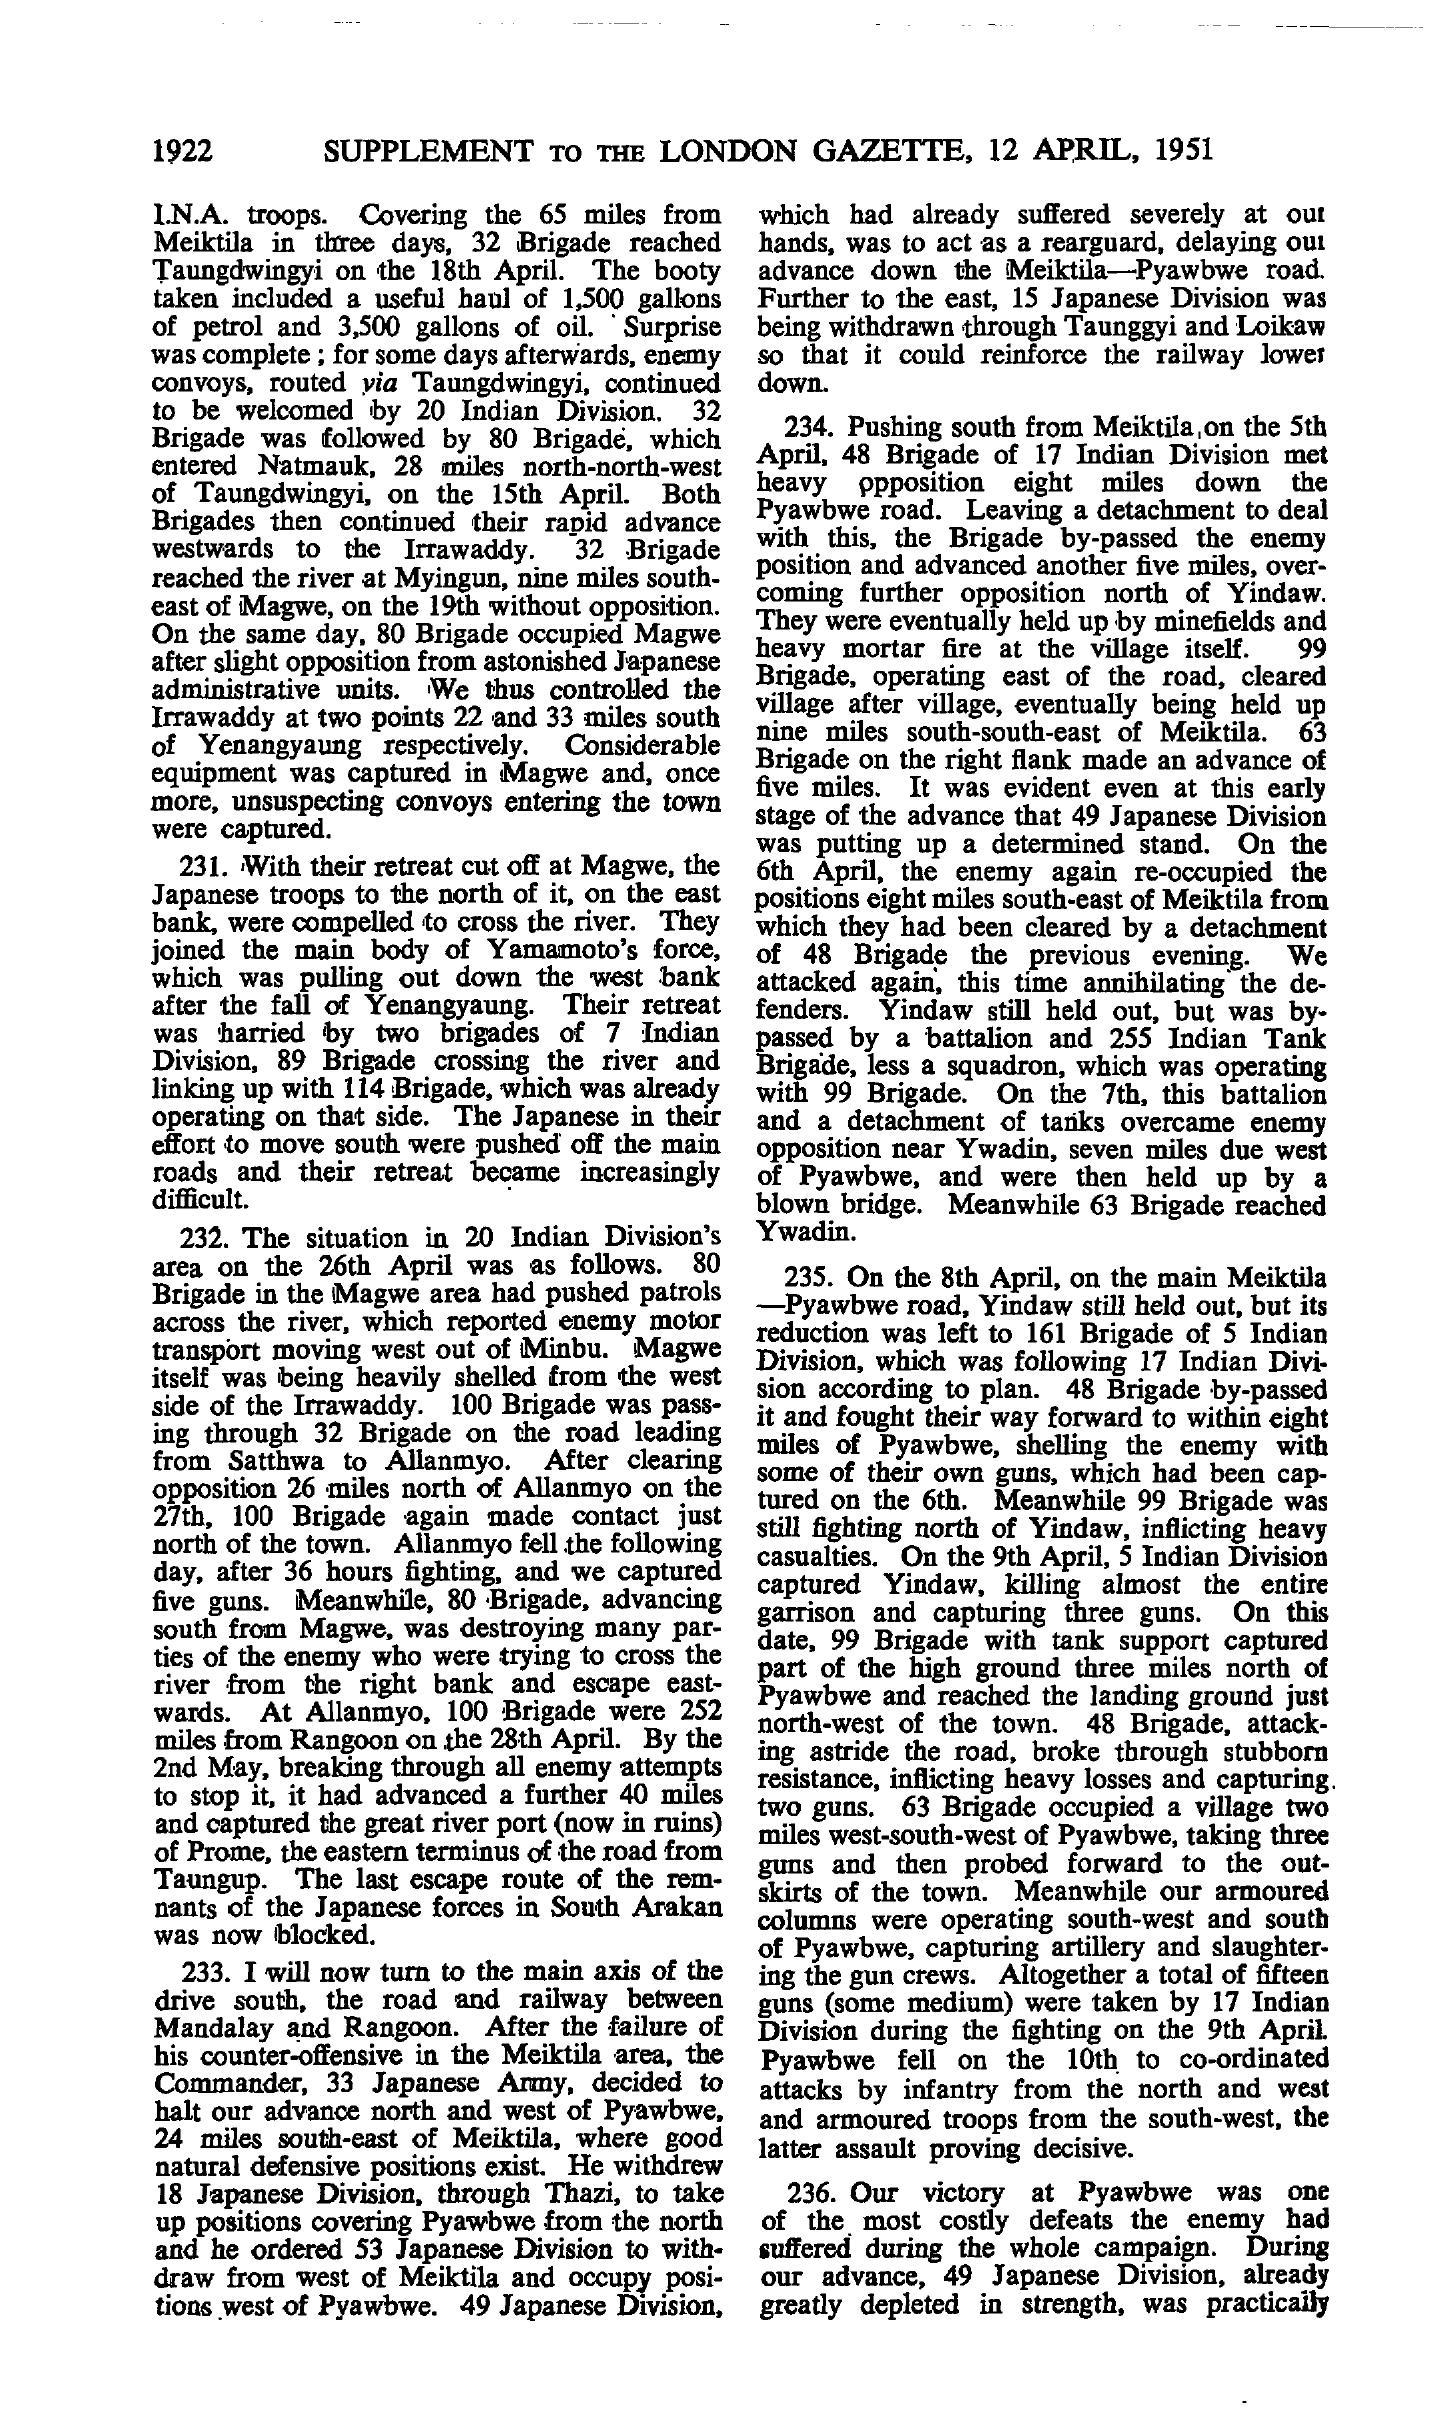 1922 SUPPLEMENT TO THE LONDON GAZETTE, 12 APRIL, 1951
I.N.A. troops. Covering the 65 miles from
Meiktila in three days, 32 Brigade reached
Taungdwingyi on the 18th April. The booty
taken included a useful haul of 1,500 gallons
of petrol and 3,500 gallons of oil. Surprise
was complete ; for some days afterwards, enemy
convoys, routed via Taungdwingyi, continued
to be welcomed by 20 Indian Division. 32
Brigade was followed by 80 Brigade, which
entered Natmauk, 28 miles north-north-west
of Taungdwingyi, on the 15th April. Both
Brigades then continued their rapid advance
westwards to the Irrawaddy. 32 Brigade
reached the river at Myingun, nine miles south-
east of Magwe, on the 19th without opposition.
On the same day, 80 Brigade occupied Magwe
after slight opposition from astonished Japanese
administrative units. We thus controlled the
Irrawaddy at two points 22 and 33 miles south
of Yenangyaung respectively. Considerable
equipment was captured in Magwe and, once
more, unsuspecting convoys entering the town
were captured.
231. With their retreat cut off at Magwe, the
Japanese troops to the north of it, on the east
bank, were compelled to cross the river. They
joined the main body of Yamamoto's force,
which was pulling out down the west bank
after the fall of Yenangyaung. Their retreat
was harried by two brigades of 7 Indian
Division, 89 Brigade crossing the river and
linking up with 114 Brigade, which was already
operating on that side. The Japanese in their
effort to move south were pushed off the main
roads and their retreat became increasingly
difficult.
232. The situation in 20 Indian Division's
area on the 26th April was as follows. 80
Brigade in the Magwe area had pushed patrols
across the river, which reported enemy motor
transport moving west out of Minbu. Magwe
itself was being heavily shelled from the west
side of the Irrawaddy. 100 Brigade was pass-
ing through 32 Brigade on the road leading
from Satthwa to Allanmyo. After clearing
opposition 26 miles north of Allanmyo on the
27th, 100 Brigade again made contact just
north of the town. Allanmyo fell the following
day, after 36 hours fighting, and we captured
five guns. Meanwhile, 80 Brigade, advancing
south from Magwe, was destroying many par-
ties of the enemy who were trying to cross the
river from the right bank and escape east-
wards. At Allanmyo, 100 Brigade were 252
miles from Rangoon on the 28th April. By the
2nd May, breaking through all enemy attempts
to stop it, it had advanced a further 40 miles
and captured the great river port (now in ruins)
of Prome, the eastern terminus of the road from
Taungup. The last escape route of the rem-
nants of the Japanese forces in South Arakan
was now blocked.
233. I will now turn to the main axis of the
drive south, the road and railway between
Mandalay and Rangoon. After the failure of
his counter-offensive in the Meiktila area, the
Commander, 33 Japanese Army, decided to
halt our advance north and west of Pyawbwe,
24 miles south-east of Meiktila, where good
natural defensive positions exist. He withdrew
18 Japanese Division, through Thazi, to take
up positions covering Pyawbwe from the north
and he ordered 53 Japanese Division to with-
draw from west of Meiktila and occupy posi-
tions west of Pyawbwe. 49 Japanese Division,
which had already suffered severely at our
hands, was to act as a rearguard, delaying our
advance down the Meiktila—Pyawbwe road.
Further to the east, 15 Japanese Division was
being withdrawn through Taunggyi and Loikaw
so that it could reinforce the railway lower
down.
234. Pushing south from Meiktila, on the 5th
April, 48 Brigade of 17 Indian Division met
heavy opposition eight miles down the
Pyawbwe road. Leaving a detachment to deal
with this, the Brigade by-passed the enemy
position and advanced another five miles, over-
coming further opposition north of Yindaw.
They were eventually held up by minefields and
heavy mortar fire at the village itself. 99
Brigade, operating east of the road, cleared
village after village, eventually being held up
nine miles south-south-east of Meiktila. 63
Brigade on the right flank made an advance of
five miles. It was evident even at this early
stage of the advance that 49 Japanese Division
was putting up a determined stand. On the
6th April, the enemy again re-occupied the
positions eight miles south-east of Meiktila from
which they had been cleared by a detachment
of 48 Brigade the previous evening. We
attacked again, this time annihilating the de-
fenders. Yindaw still held out, but was by-
passed by a battalion and 255 Indian Tank
Brigade, less a squadron, which was operating
with 99 Brigade. On the 7th, this battalion
and a detachment of tanks overcame enemy
opposition near Ywadin, seven miles due west
of Pyawbwe, and were then held up by a
blown bridge. Meanwhile 63 Brigade reached
Ywadin.
235. On the 8th April, on the main Meiktila
—Pyawbwe road, Yindaw still held out, but its
reduction was left to 161 Brigade of 5 Indian
Division, which was following 17 Indian Divi-
sion according to plan. 48 Brigade by-passed
it and fought their way forward to within eight
miles of Pyawbwe, shelling the enemy with
some of their own guns, which had been cap-
tured on the 6th. Meanwhile 99 Brigade was
still fighting north of Yindaw, inflicting heavy
casualties. On the 9th April, 5 Indian Division
captured Yindaw, killing almost the entire
garrison and capturing three guns. On this
date, 99 Brigade with tank support captured
part of the high ground three miles north of
Pyawbwe and reached the landing ground just
north-west of the town. 48 Brigade, attack-
ing astride the road, broke through stubborn
resistance, inflicting heavy losses and capturing
two guns. 63 Brigade occupied a village two
miles west-south-west of Pyawbwe, taking three
guns and then probed forward to the out-
skirts of the town. Meanwhile our armoured
columns were operating south-west and south
of Pyawbwe, capturing artillery and slaughter-
ing the gun crews. Altogether a total of fifteen
guns (some medium) were taken by 17 Indian
Division during the fighting on the 9th April.
Pyawbwe fell on the 10th to co-ordinated
attacks by infantry from the north and west
and armoured troops from the south-west, the
latter assault proving decisive.
236. Our victory at Pyawbwe was one
of the most costly defeats the enemy had
suffered during the whole campaign. During
our advance, 49 Japanese Division, already
greatly depleted in strength, was practically